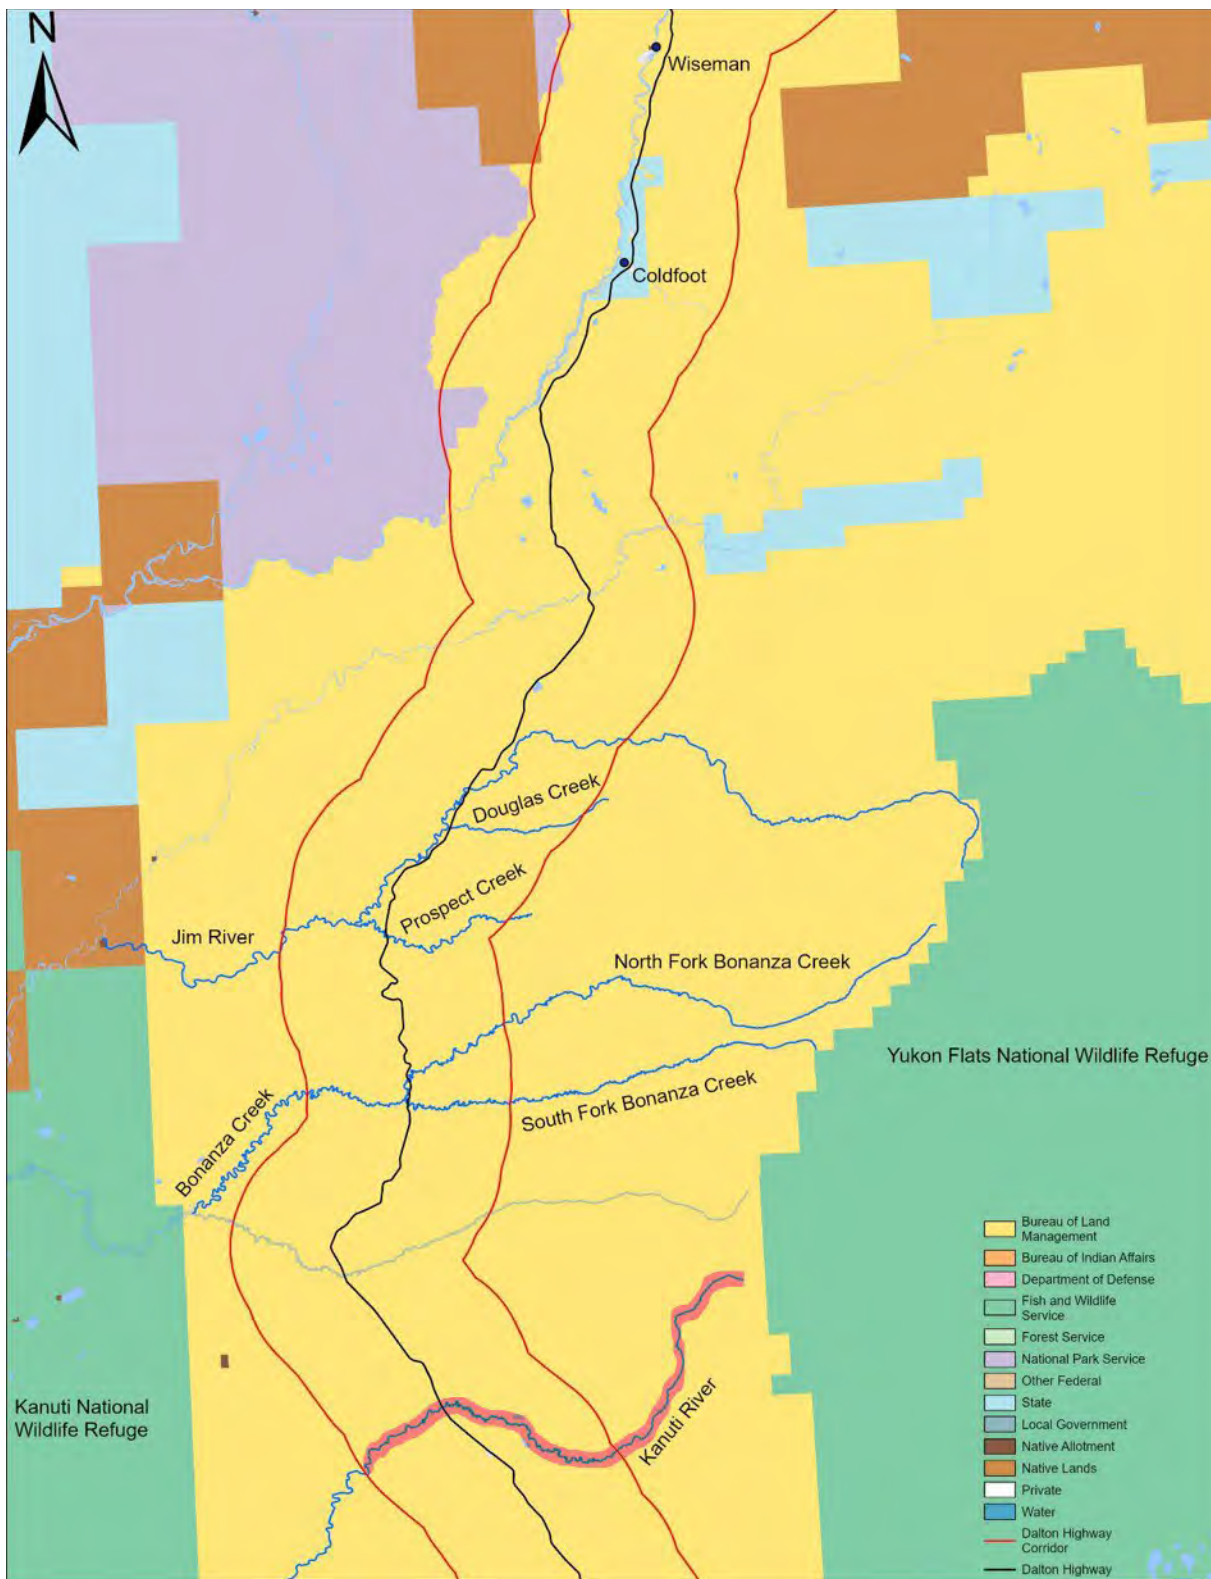 N
Wiseman
Coldfoot
Douglas Creek
Prospect Creek
Jim River
North Fork Bonanza Creek
Yukon Flats National Wildlife Refuge
South Fork Bonanza Creek
Bonanza Creek
Kanuti River
Kanuti National
Wildlife Refuge
Bureau of Land
Management
Bureau of Indian Affairs
Department of Defense
Fish and Wildlife
Service
Forest Service
National Park Service
Other Federal
State
Local Government
Native Allotment
Native Lands
Private
Water
Dalton Highway
Corridor
Dalton Highway